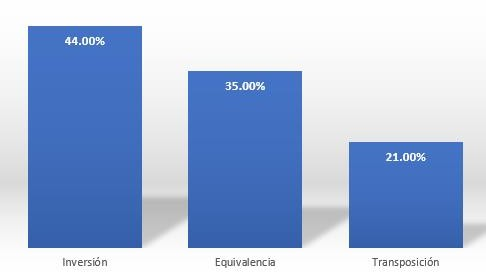 44.00%
35.00%
21.00%
Inversión
Equivalencia
Transposición